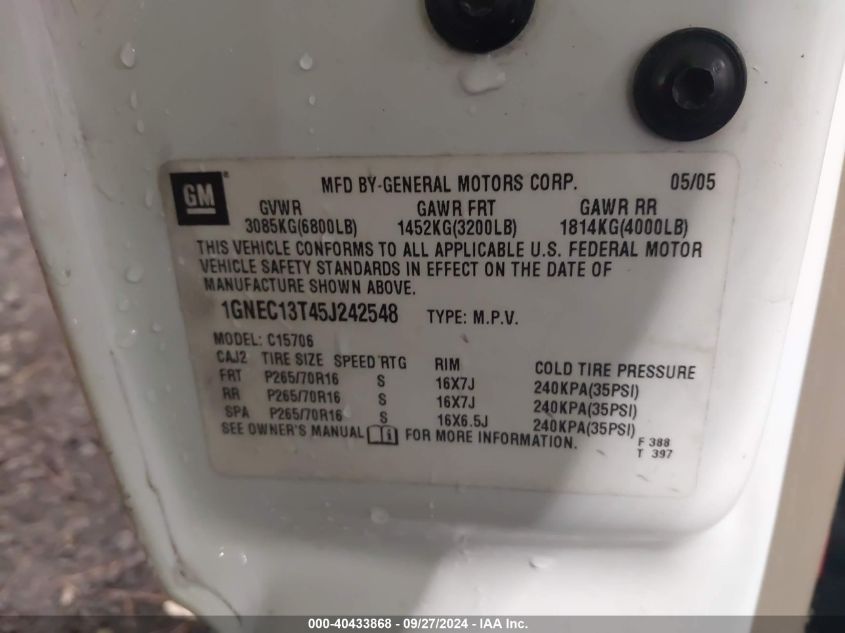 GM
MFD BY-GENERAL MOTORS CORP. 05/05
GVWR GAWR FRT GAWR RR
3085KG(6800LB) 1452KG(3200LB) 1814KG(4000LB)
THIS VEHICLE CONFORMS TO ALL APPLICABLE U.S. FEDERAL MOTOR
VEHICLE SAFETY STANDARDS IN EFFECT ON THE DATE OF
MANUFACTURE SHOWN ABOVE.
1GNEC13T45J242548 TYPE: M.P.V.
MODEL: C15706
CAJ2 TIRE SIZE SPEED RTG RIM COLD TIRE PRESSURE
FRT P265/70R16 S 16X7J 240KPA(35PSI)
RR P265/70R16 S 16X7J 240KPA(35PSI)
SPA P265/70R16 S 16X6.5J 240KPA(35PSI)
SEE OWNER'S MANUAL FOR MORE INFORMATION.
F 388
T 397
000-40433868 - 09/27/2024 - IAA Inc.